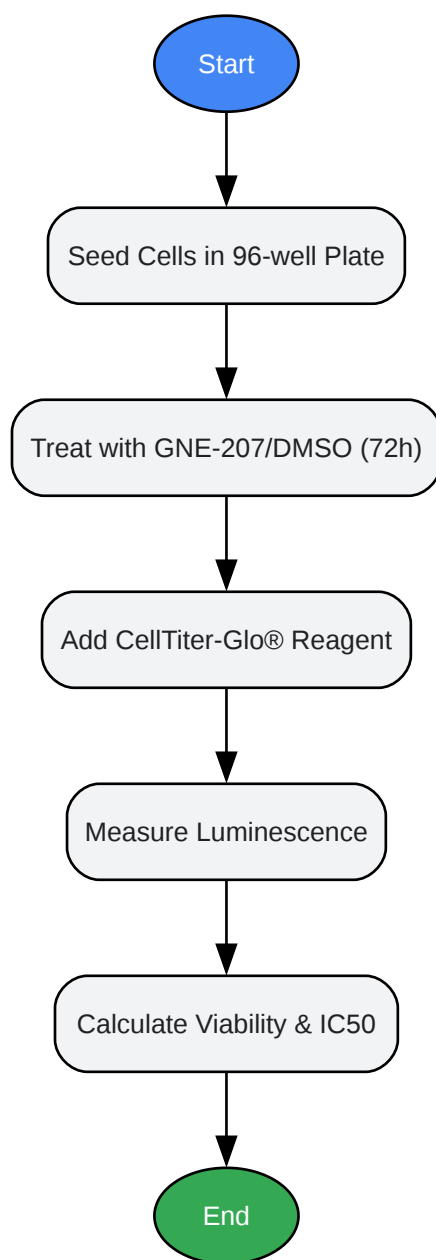 Start
Seed Cells in 96-well Plate
Treat with GNE-207/DMSO (72h)
Add CellTiter-Glo® Reagent
Measure Luminescence
Calculate Viability & IC50
End